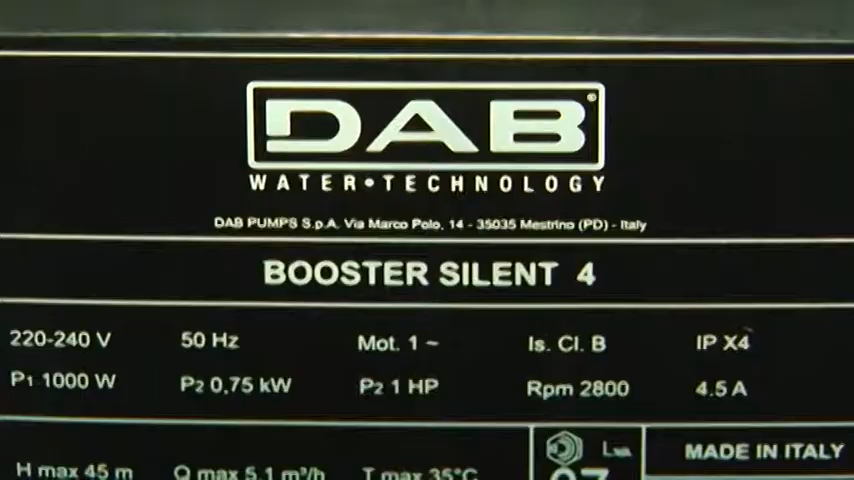 DAB®
WATER•TECHNOLOGY
DAB PUMPS S.p.A. Via Marco Polo, 14 - 35035 Mestrino (PD) - Italy
BOOSTER SILENT 4
220-240 V 50 Hz Mot. 1 ~ Is. Cl. B IP X4
P1 1000 W P2 0,75 kW P2 1 HP Rpm 2800 4.5 A
H max 45 m Q max 5,1 m³/h T max 35°C MADE IN ITALY